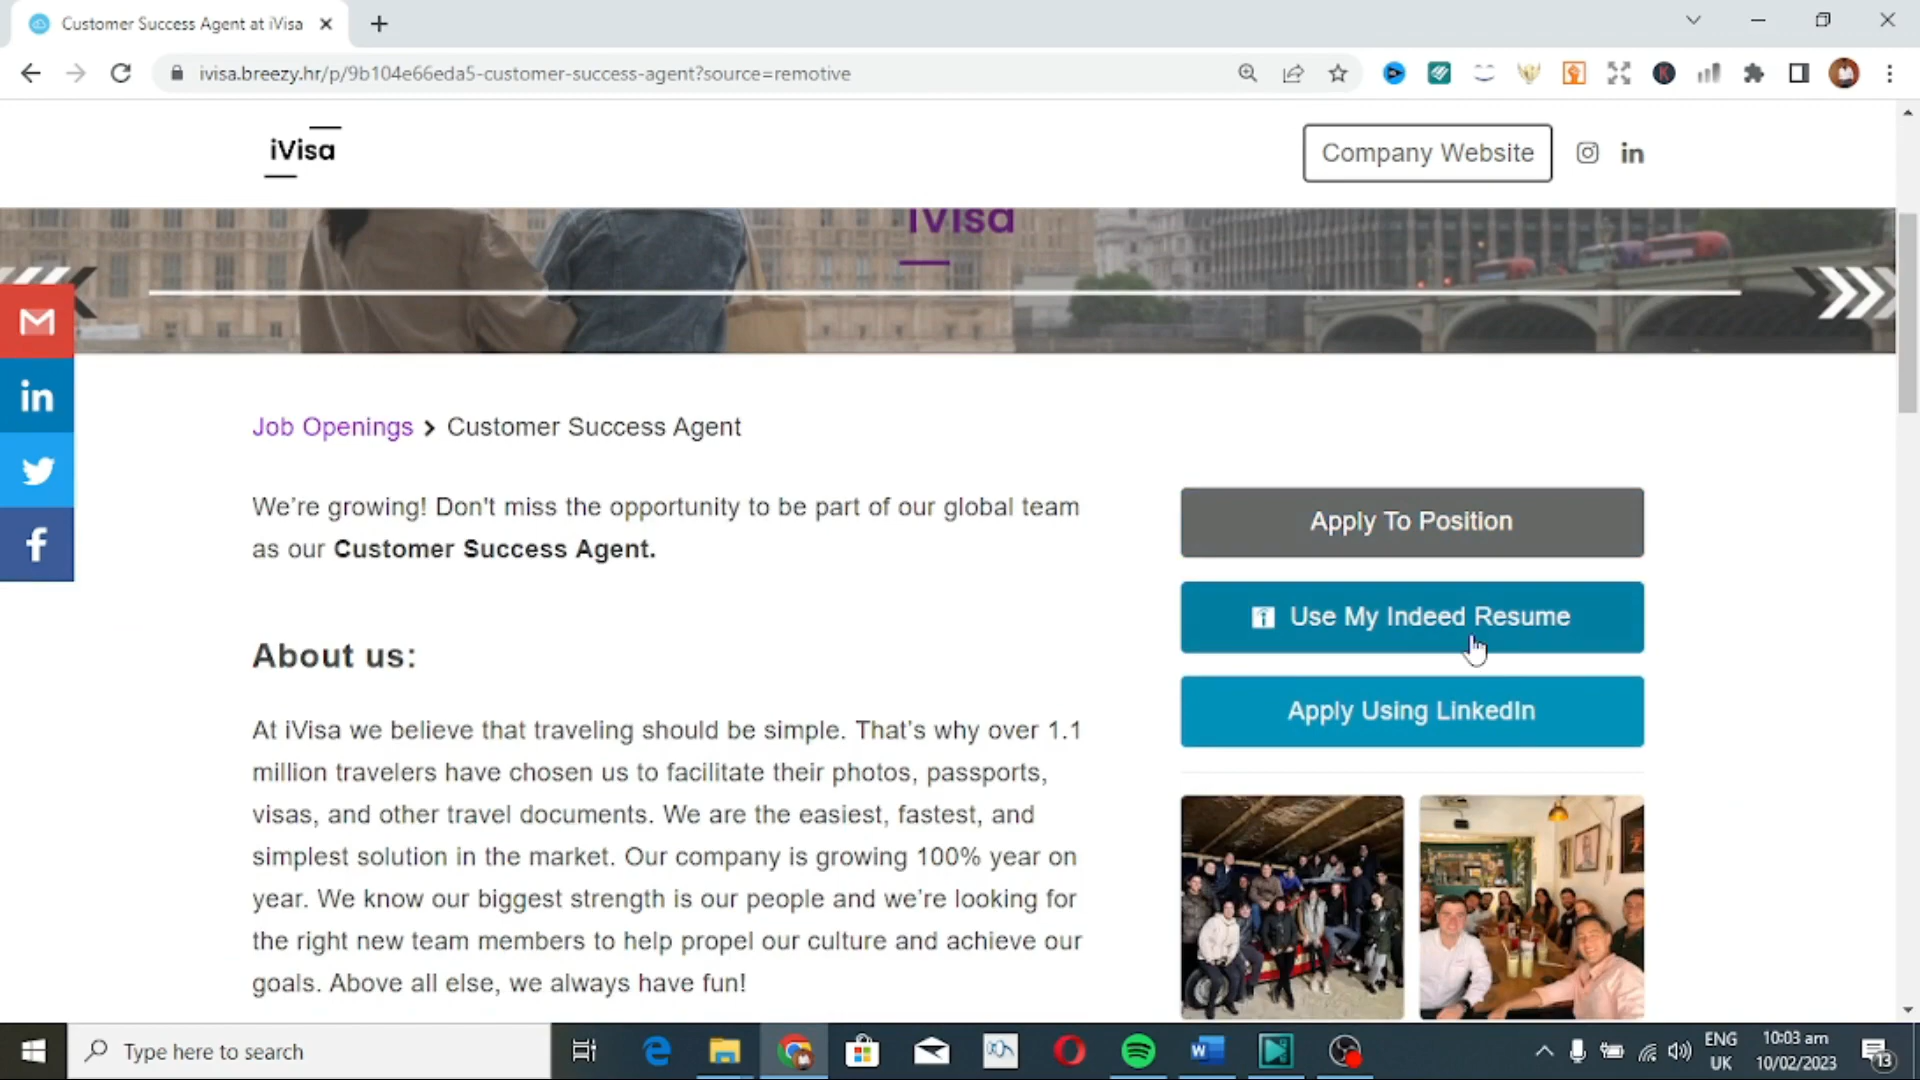 Customer Success Agent at iVisa
ivisa.breezy.hr/p/9b104e66eda5-customer-success-agent?source=remotive
iVisa
Company Website
iVisa
Job Openings > Customer Success Agent
We're growing! Don't miss the opportunity to be part of our global team
as our Customer Success Agent.
Apply To Position
Use My Indeed Resume
Apply Using LinkedIn
About us:
At iVisa we believe that traveling should be simple. That's why over 1.1
million travelers have chosen us to facilitate their photos, passports,
visas, and other travel documents. We are the easiest, fastest, and
simplest solution in the market. Our company is growing 100% year on
year. We know our biggest strength is our people and we're looking for
the right new team members to help propel our culture and achieve our
goals. Above all else, we always have fun!
Type here to search
ENG
UK
10:03 am
10/02/2023
13